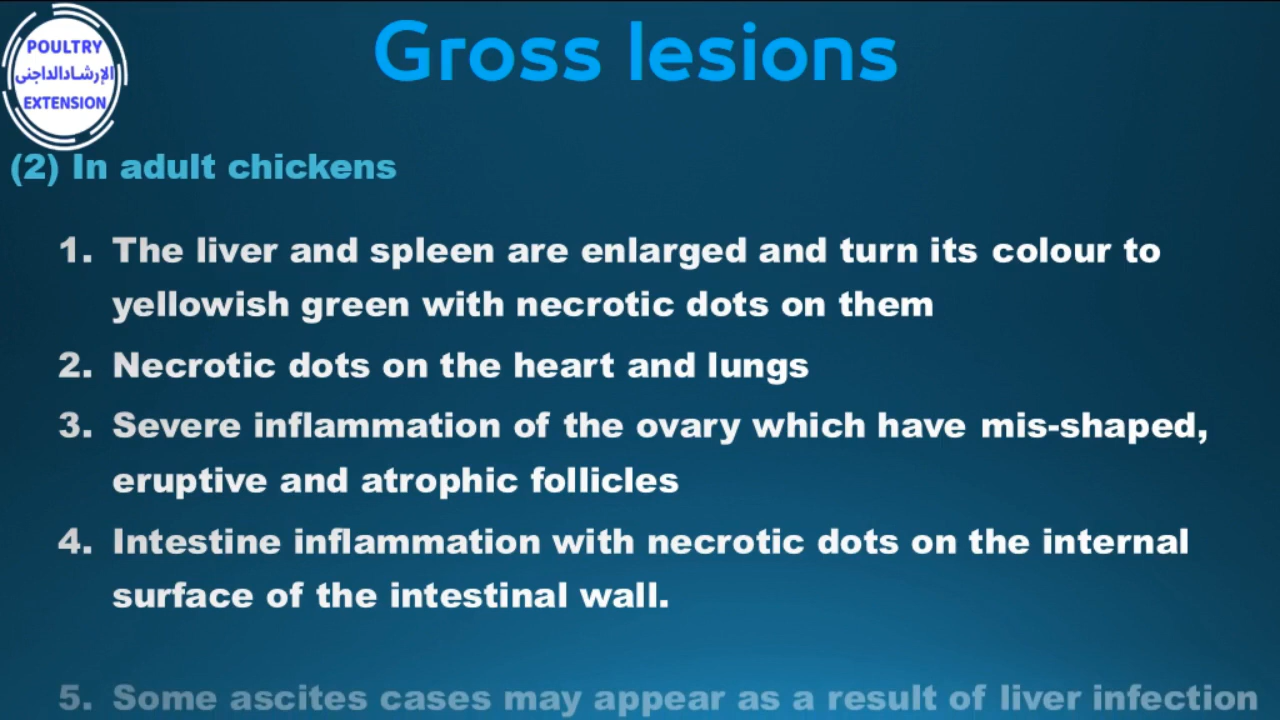 POULTRY
الإرشادالداجنى
EXTENSION
Gross lesions
(2) In adult chickens
1. The liver and spleen are enlarged and turn its colour to
yellowish green with necrotic dots on them
2. Necrotic dots on the heart and lungs
3. Severe inflammation of the ovary which have mis-shaped,
eruptive and atrophic follicles
4. Intestine inflammation with necrotic dots on the internal
surface of the intestinal wall.
5. Some ascites cases may appear as a result of liver infection